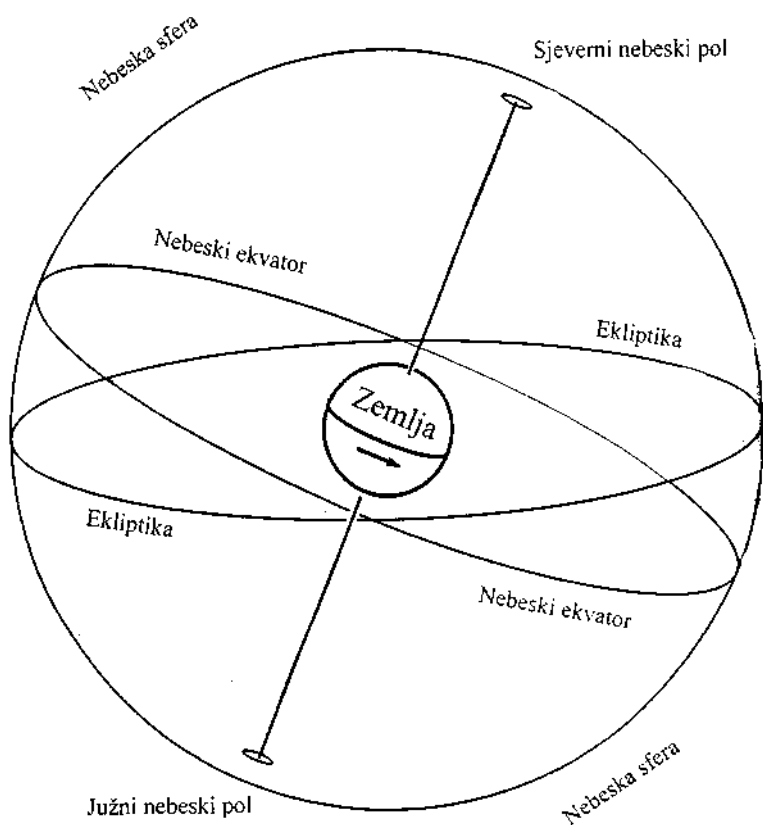 Nebeska sfera
Sjeverni nebeski pol
Nebeski ekvator
Ekliptika
Zemlja
Ekliptika
Nebeski ekvator
Nebeska sfera
Južni nebeski pol